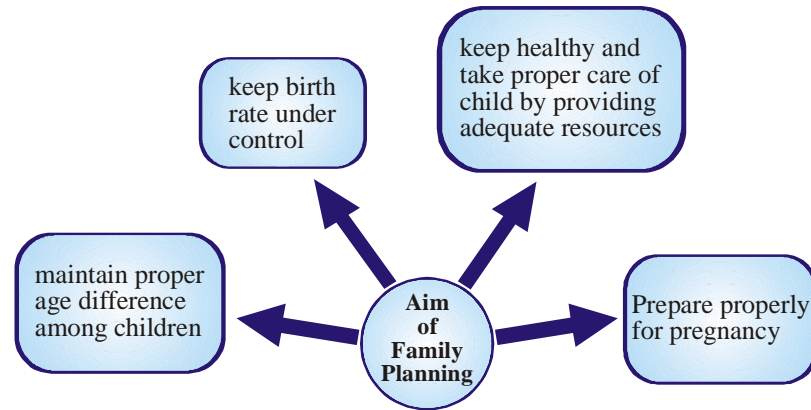 keep birth
rate under
control
keep healthy and
take proper care of
child by providing
adequate resources
maintain proper
age difference
among children
Aim
of
Family
Planning
Prepare properly
for pregnancy